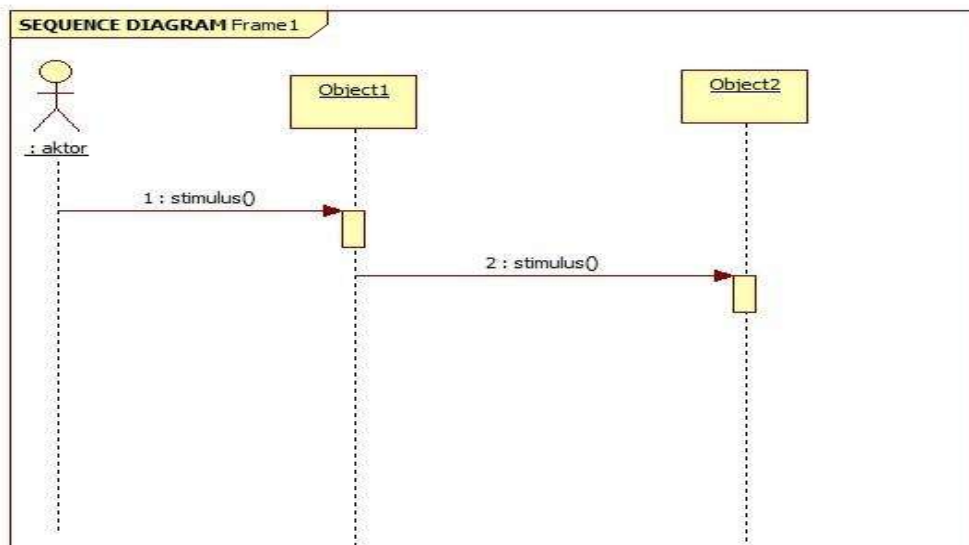 SEQUENCE DIAGRAM Frame1
: aktor
Object1
Object2
1 : stimulus()
2 : stimulus()